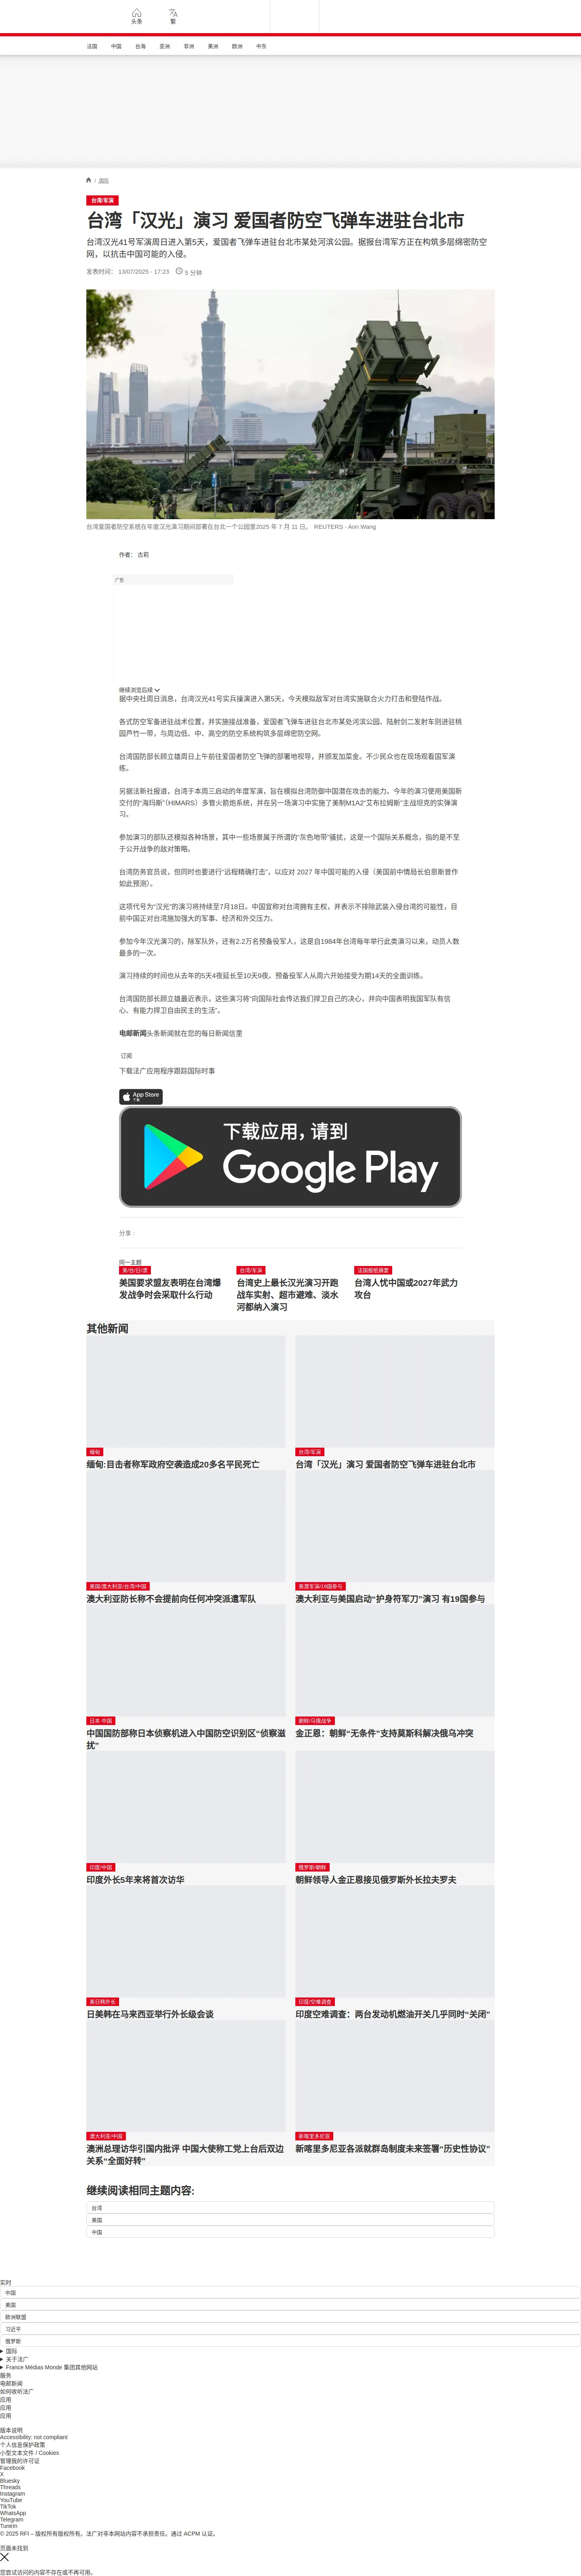 头条
繁
法国
中国
台海
亚洲
非洲
美洲
欧洲
中东
/ 国际
台湾/军演
台湾「汉光」演习 爱国者防空飞弹车进驻台北市
台湾汉光41号军演周日进入第5天，爱国者飞弹车进驻台北市某处河滨公园。据报台湾军方正在构筑多层绵密防空
网，以抗击中国可能的入侵。
发表时间： 13/07/2025 - 17:23
5 分钟
台湾爱国者防空系统在年度汉光演习期间部署在台北一个公园里2025 年 7 月 11 日。 REUTERS - Ann Wang
作者： 古莉
广告
继续浏览后续
据中央社周日消息，台湾汉光41号实兵操演进入第5天，今天模拟敌军对台湾实施联合火力打击和登陆作战。
各式防空军备进驻战术位置，并实施接战准备，爱国者飞弹车进驻台北市某处河滨公园、陆射剑二发射车则进驻桃
园芦竹一带，与周边低、中、高空的防空系统构筑多层绵密防空网。
台湾国防部长顾立雄周日上午前往爱国者防空飞弹的部署地视导，并颁发加菜金。不少民众也在现场观看国军演
练。
另据法新社报道，台湾于本周三启动的年度军演，旨在模拟台湾防御中国潜在攻击的能力。今年的演习使用美国新
交付的“海玛斯”（HIMARS）多管火箭炮系统，并在另一场演习中实施了美制M1A2“艾布拉姆斯”主战坦克的实弹演
习。
参加演习的部队还模拟各种场景，其中一些场景属于所谓的“灰色地带”骚扰，这是一个国际关系概念，指的是不至
于公开战争的敌对策略。
台湾防务官员说，但同时也要进行“远程精确打击”，以应对 2027 年中国可能的入侵（美国前中情局长伯恩斯曾作
如此预测）。
这项代号为“汉光”的演习将持续至7月18日。中国宣称对台湾拥有主权，并表示不排除武装入侵台湾的可能性，目
前中国正对台湾施加强大的军事、经济和外交压力。
参加今年汉光演习的，除军队外，还有2.2万名预备役军人，这是自1984年台湾每年举行此类演习以来，动员人数
最多的一次。
演习持续的时间也从去年的5天4夜延长至10天9夜。预备役军人从周六开始接受为期14天的全面训练。
台湾国防部长顾立雄最近表示，这些演习将“向国际社会传达我们捍卫自己的决心，并向中国表明我国军队有信
心、有能力捍卫自由民主的生活”。
电邮新闻头条新闻就在您的每日新闻信里
订阅
下载法广应用程序跟踪国际时事
App Store
下载
下载应用，请到
Google Play
分享 :
同一主题
美/台/日/澳
美国要求盟友表明在台湾爆
发战争时会采取什么行动
台湾/军演
台湾史上最长汉光演习开跑
战车实射、超市避难、淡水
河都纳入演习
法国报纸摘要
台湾人忧中国或2027年武力
攻台
其他新闻
缅甸
缅甸:目击者称军政府空袭造成20多名平民死亡
台湾/军演
台湾「汉光」演习 爱国者防空飞弹车进驻台北市
美国/澳大利亚/台湾/中国
澳大利亚防长称不会提前向任何冲突派遣军队
美澳军演/19国参与
澳大利亚与美国启动“护身符军刀”演习 有19国参与
日本 中国
中国国防部称日本侦察机进入中国防空识别区“侦察滋
扰”
朝鲜/乌俄战争
金正恩：朝鲜“无条件”支持莫斯科解决俄乌冲突
印度/中国
印度外长5年来将首次访华
俄罗斯/朝鲜
朝鲜领导人金正恩接见俄罗斯外长拉夫罗夫
美日韩外长
日美韩在马来西亚举行外长级会谈
印度/空难调查
印度空难调查：两台发动机燃油开关几乎同时“关闭”
澳大利亚/中国
澳洲总理访华引国内批评 中国大使称工党上台后双边
关系“全面好转”
新喀里多尼亚
新喀里多尼亚各派就群岛制度未来签署“历史性协议”
继续阅读相同主题内容:
台湾
美国
中国
实时
中国
美国
欧洲联盟
习近平
俄罗斯
国际
关于法广
France Médias Monde 集团其他网站
服务
电邮新闻
如何收听法广
应用
应用
应用
版本说明
Accessibility: not compliant
个人信息保护政策
小型文本文件 / Cookies
管理我的许可证
Facebook
X
Bluesky
Threads
Instagram
YouTube
TikTok
WhatsApp
Telegram
TuneIn
© 2025 RFI – 版权所有版权所有。法广对非本网站内容不承担责任。通过 ACPM 认证。
页面未找到
您尝试访问的内容不存在或不再可用。